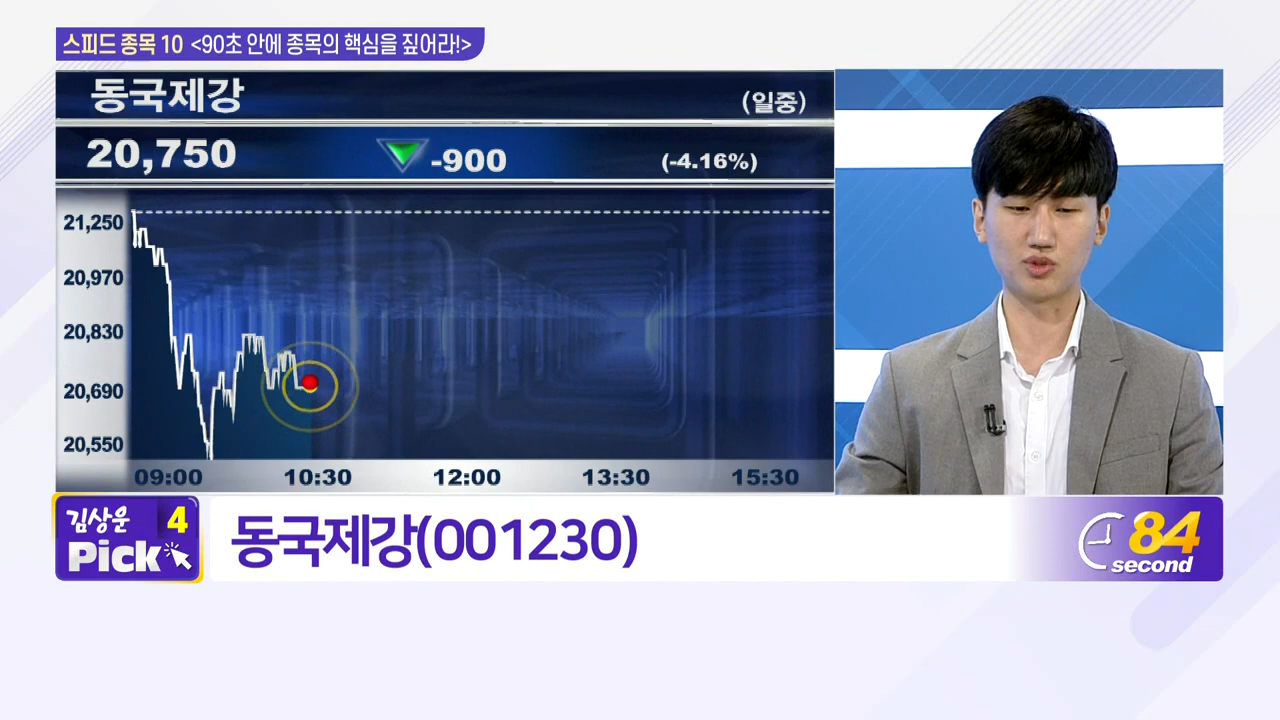 스피드 종목 10 <90초 안에 종목의 핵심을 짚어라!>
동국제강 (일중)
20,750 -900 (-4.16%)
21,250
20,970
20,830
20,690
20,550
09:00 10:30 12:00 13:30 15:30
김상운 4
Pick
동국제강(001230)
84
second